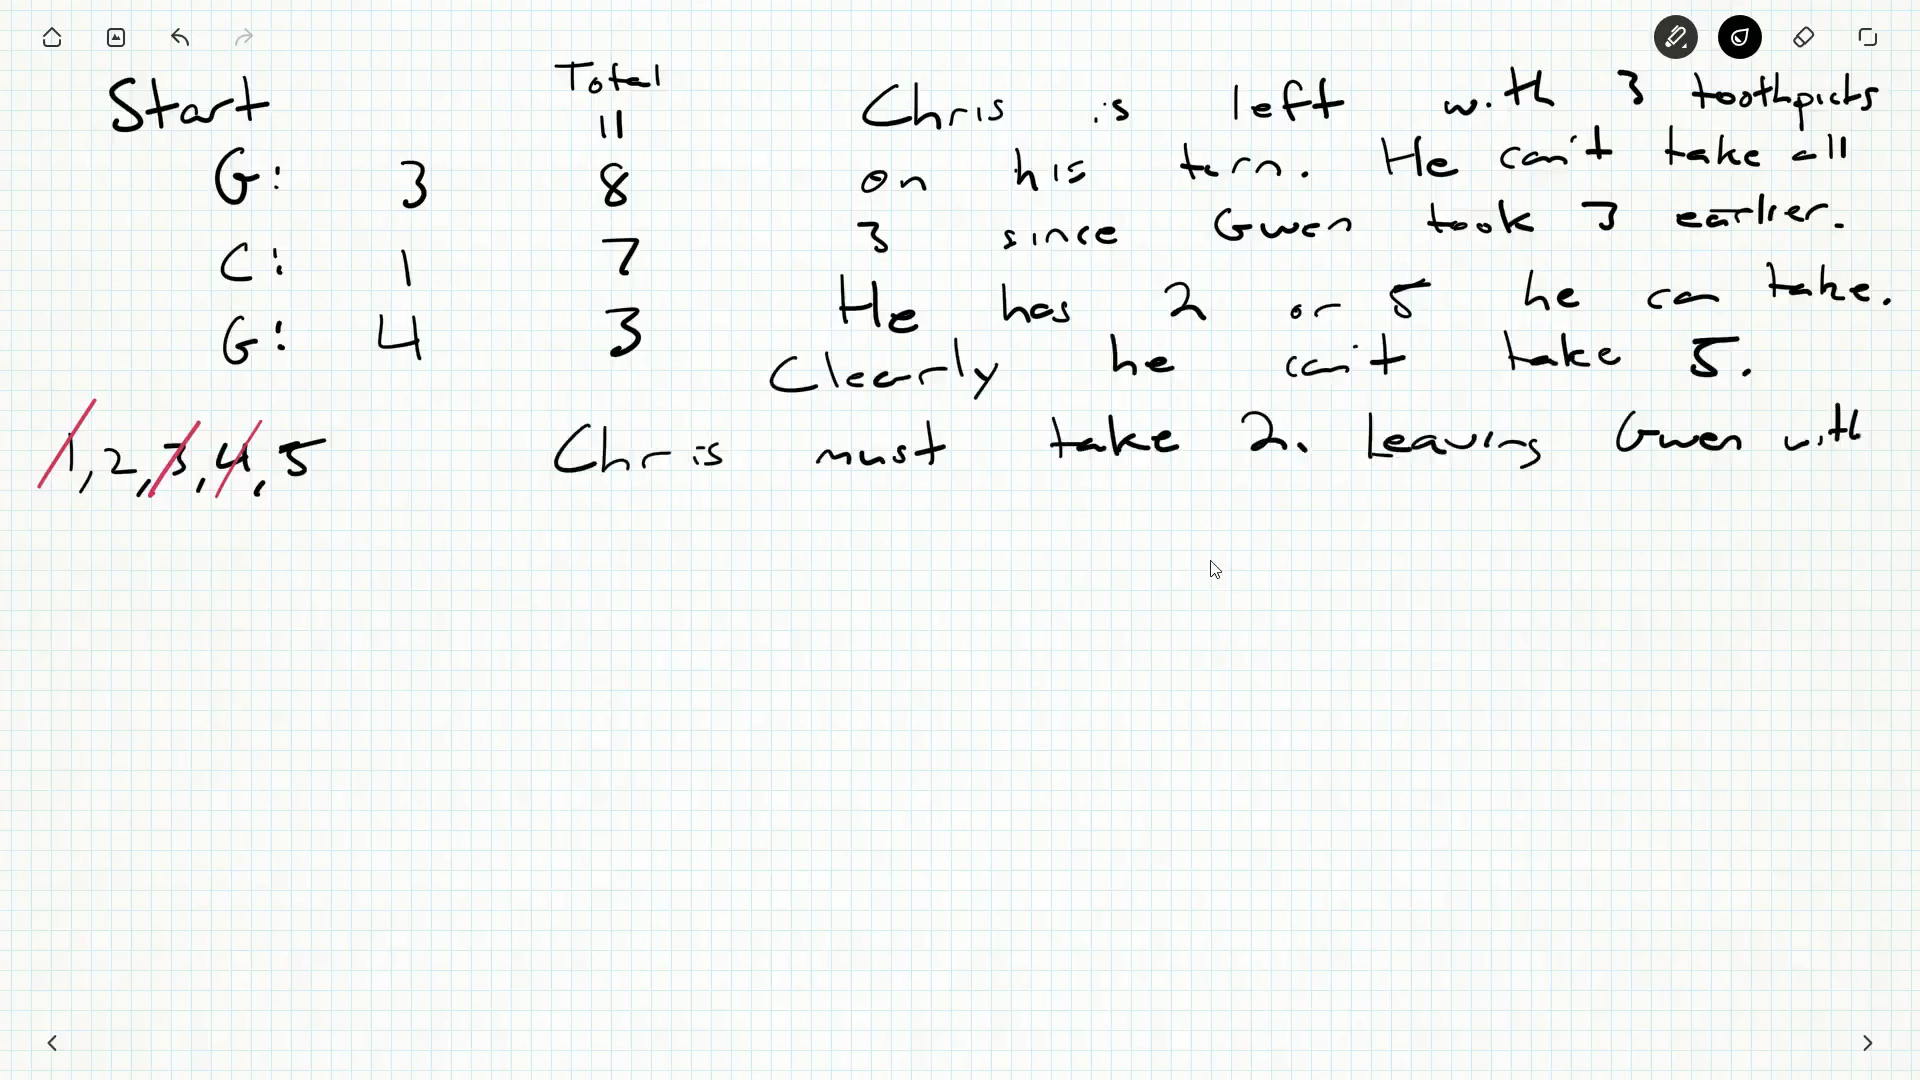 Start
Total
11
G: 3 8
C: 1 7
G: 4 3
1, 2, 3, 4, 5
Chris is left with 3 toothpicks
on his turn. He can't take all
3 since Gwen took 3 earlier.
He has 2 or 5 he can take.
Clearly he can't take 5.
Chris must take 2. Leaving Gwen with